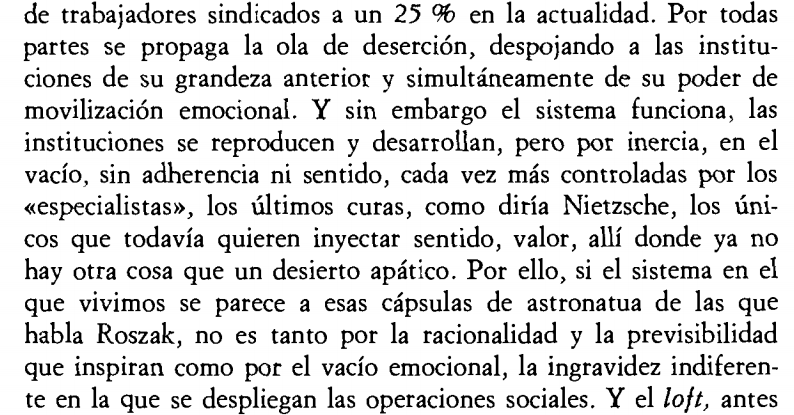 de trabajadores sindicados a un 25 % en la actualidad. Por todas
partes se propaga la ola de deserción, despojando a las institu-
ciones de su grandeza anterior y simultáneamente de su poder de
movilización emocional. Y sin embargo el sistema funciona, las
instituciones se reproducen y desarrollan, pero por inercia, en el
vacío, sin adherencia ni sentido, cada vez más controladas por los
«especialistas», los últimos curas, como diría Nietzsche, los úni-
cos que todavía quieren inyectar sentido, valor, allí donde ya no
hay otra cosa que un desierto apático. Por ello, si el sistema en el
que vivimos se parece a esas cápsulas de astronatua de las que
habla Roszak, no es tanto por la racionalidad y la previsibilidad
que inspiran como por el vacío emocional, la ingravidez indiferen-
te en la que se despliegan las operaciones sociales. Y el loft, antes